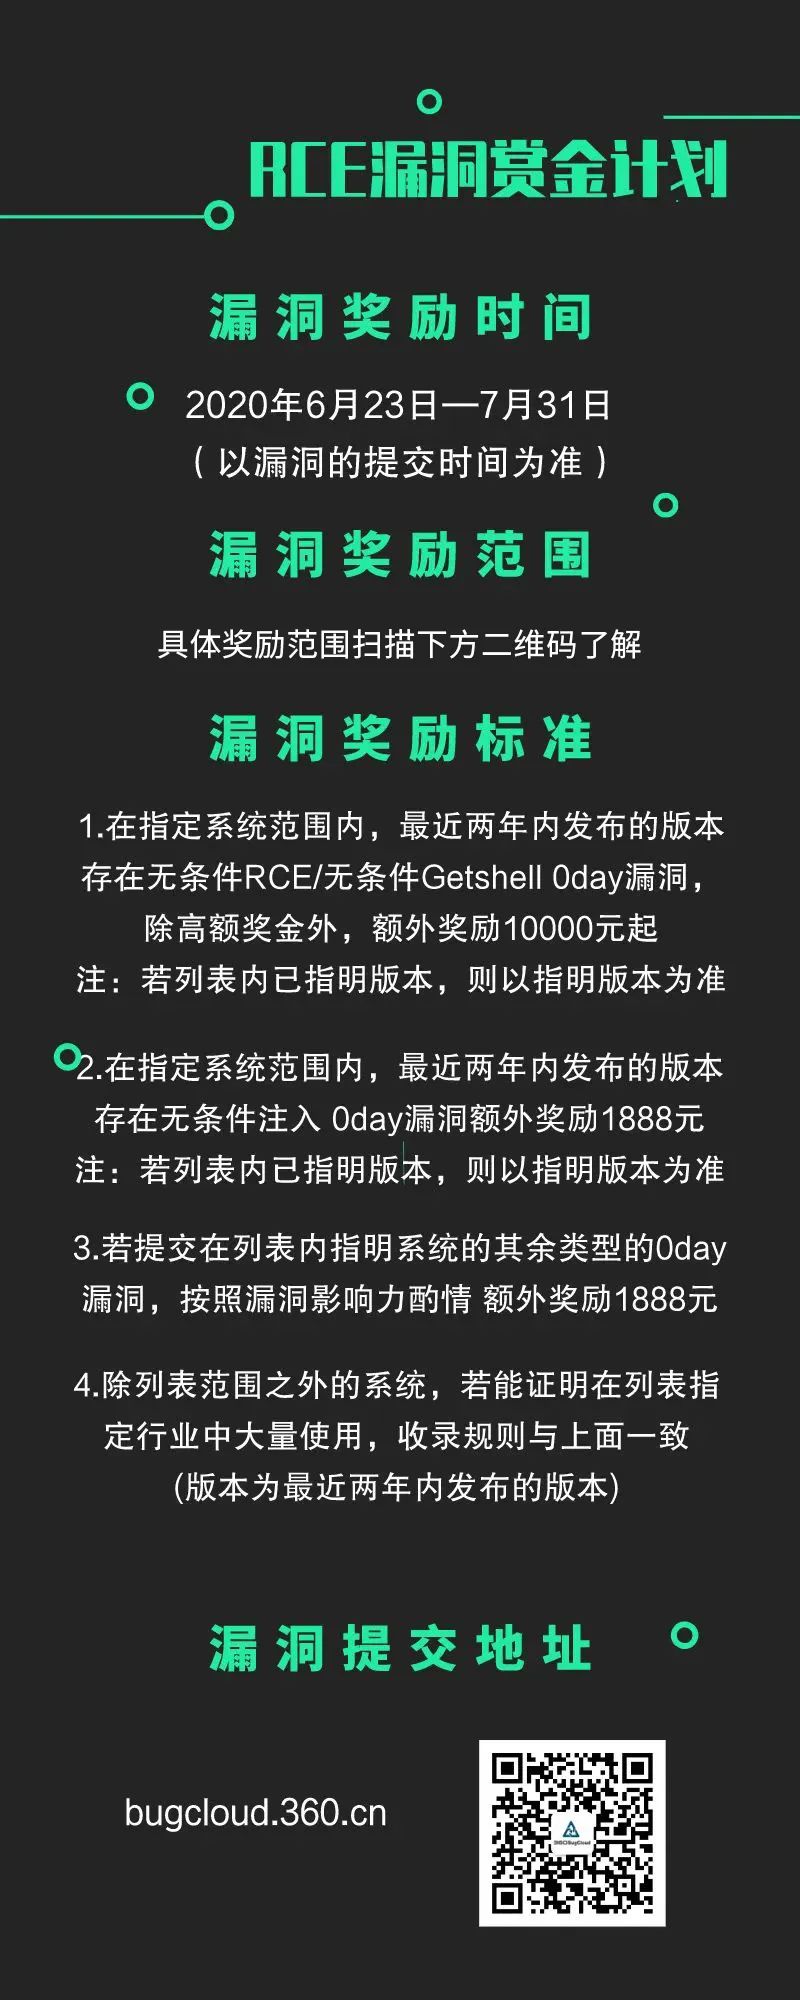 RCE漏洞赏金计划
漏洞奖励时间
2020年6月23日—7月31日
（以漏洞的提交时间为准）
漏洞奖励范围
具体奖励范围扫描下方二维码了解
漏洞奖励标准
1.在指定系统范围内，最近两年内发布的版本
存在无条件RCE/无条件Getshell 0day漏洞，
除高额奖金外，额外奖励10000元起
注：若列表内已指明版本，则以指明版本为准
2.在指定系统范围内，最近两年内发布的版本
存在无条件注入 0day漏洞额外奖励1888元
注：若列表内已指明版本，则以指明版本为准
3.若提交在列表内指明系统的其余类型的0day
漏洞，按照漏洞影响力酌情 额外奖励1888元
4.除列表范围之外的系统，若能证明在列表指
定行业中大量使用，收录规则与上面一致
(版本为最近两年内发布的版本)
漏洞提交地址
bugcloud.360.cn